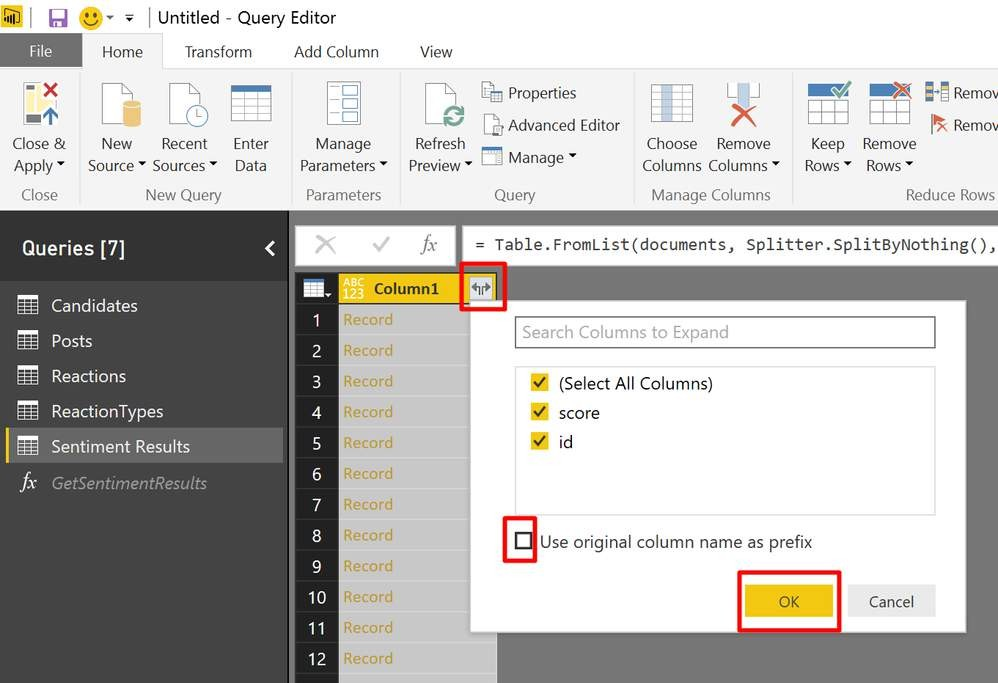 Untitled - Query Editor
File Home Transform Add Column View
Close & Apply
New Source
Recent Sources
Enter Data
Manage Parameters
Refresh Preview
Properties
Advanced Editor
Manage
Choose Columns
Remove Columns
Keep Rows
Remove Rows
Remov
Remov
Close New Query Parameters Query Manage Columns Reduce Rows
Queries [7]
fx = Table.FromList(documents, Splitter.SplitByNothing(),
Candidates
Posts
Reactions
ReactionTypes
Sentiment Results
fx GetSentimentResults
ABC 123 Column1
1 Record
2 Record
3 Record
4 Record
5 Record
6 Record
7 Record
8 Record
9 Record
10 Record
11 Record
12 Record
Search Columns to Expand
(Select All Columns)
score
id
Use original column name as prefix
OK Cancel